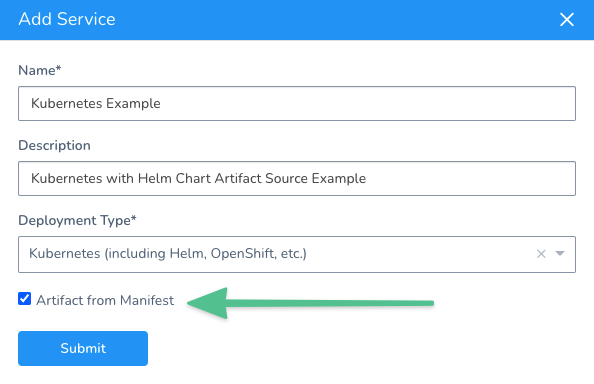 Add Service
Name*
Kubernetes Example
Description
Kubernetes with Helm Chart Artifact Source Example
Deployment Type*
Kubernetes (including Helm, OpenShift, etc.)
Artifact from Manifest
Submit